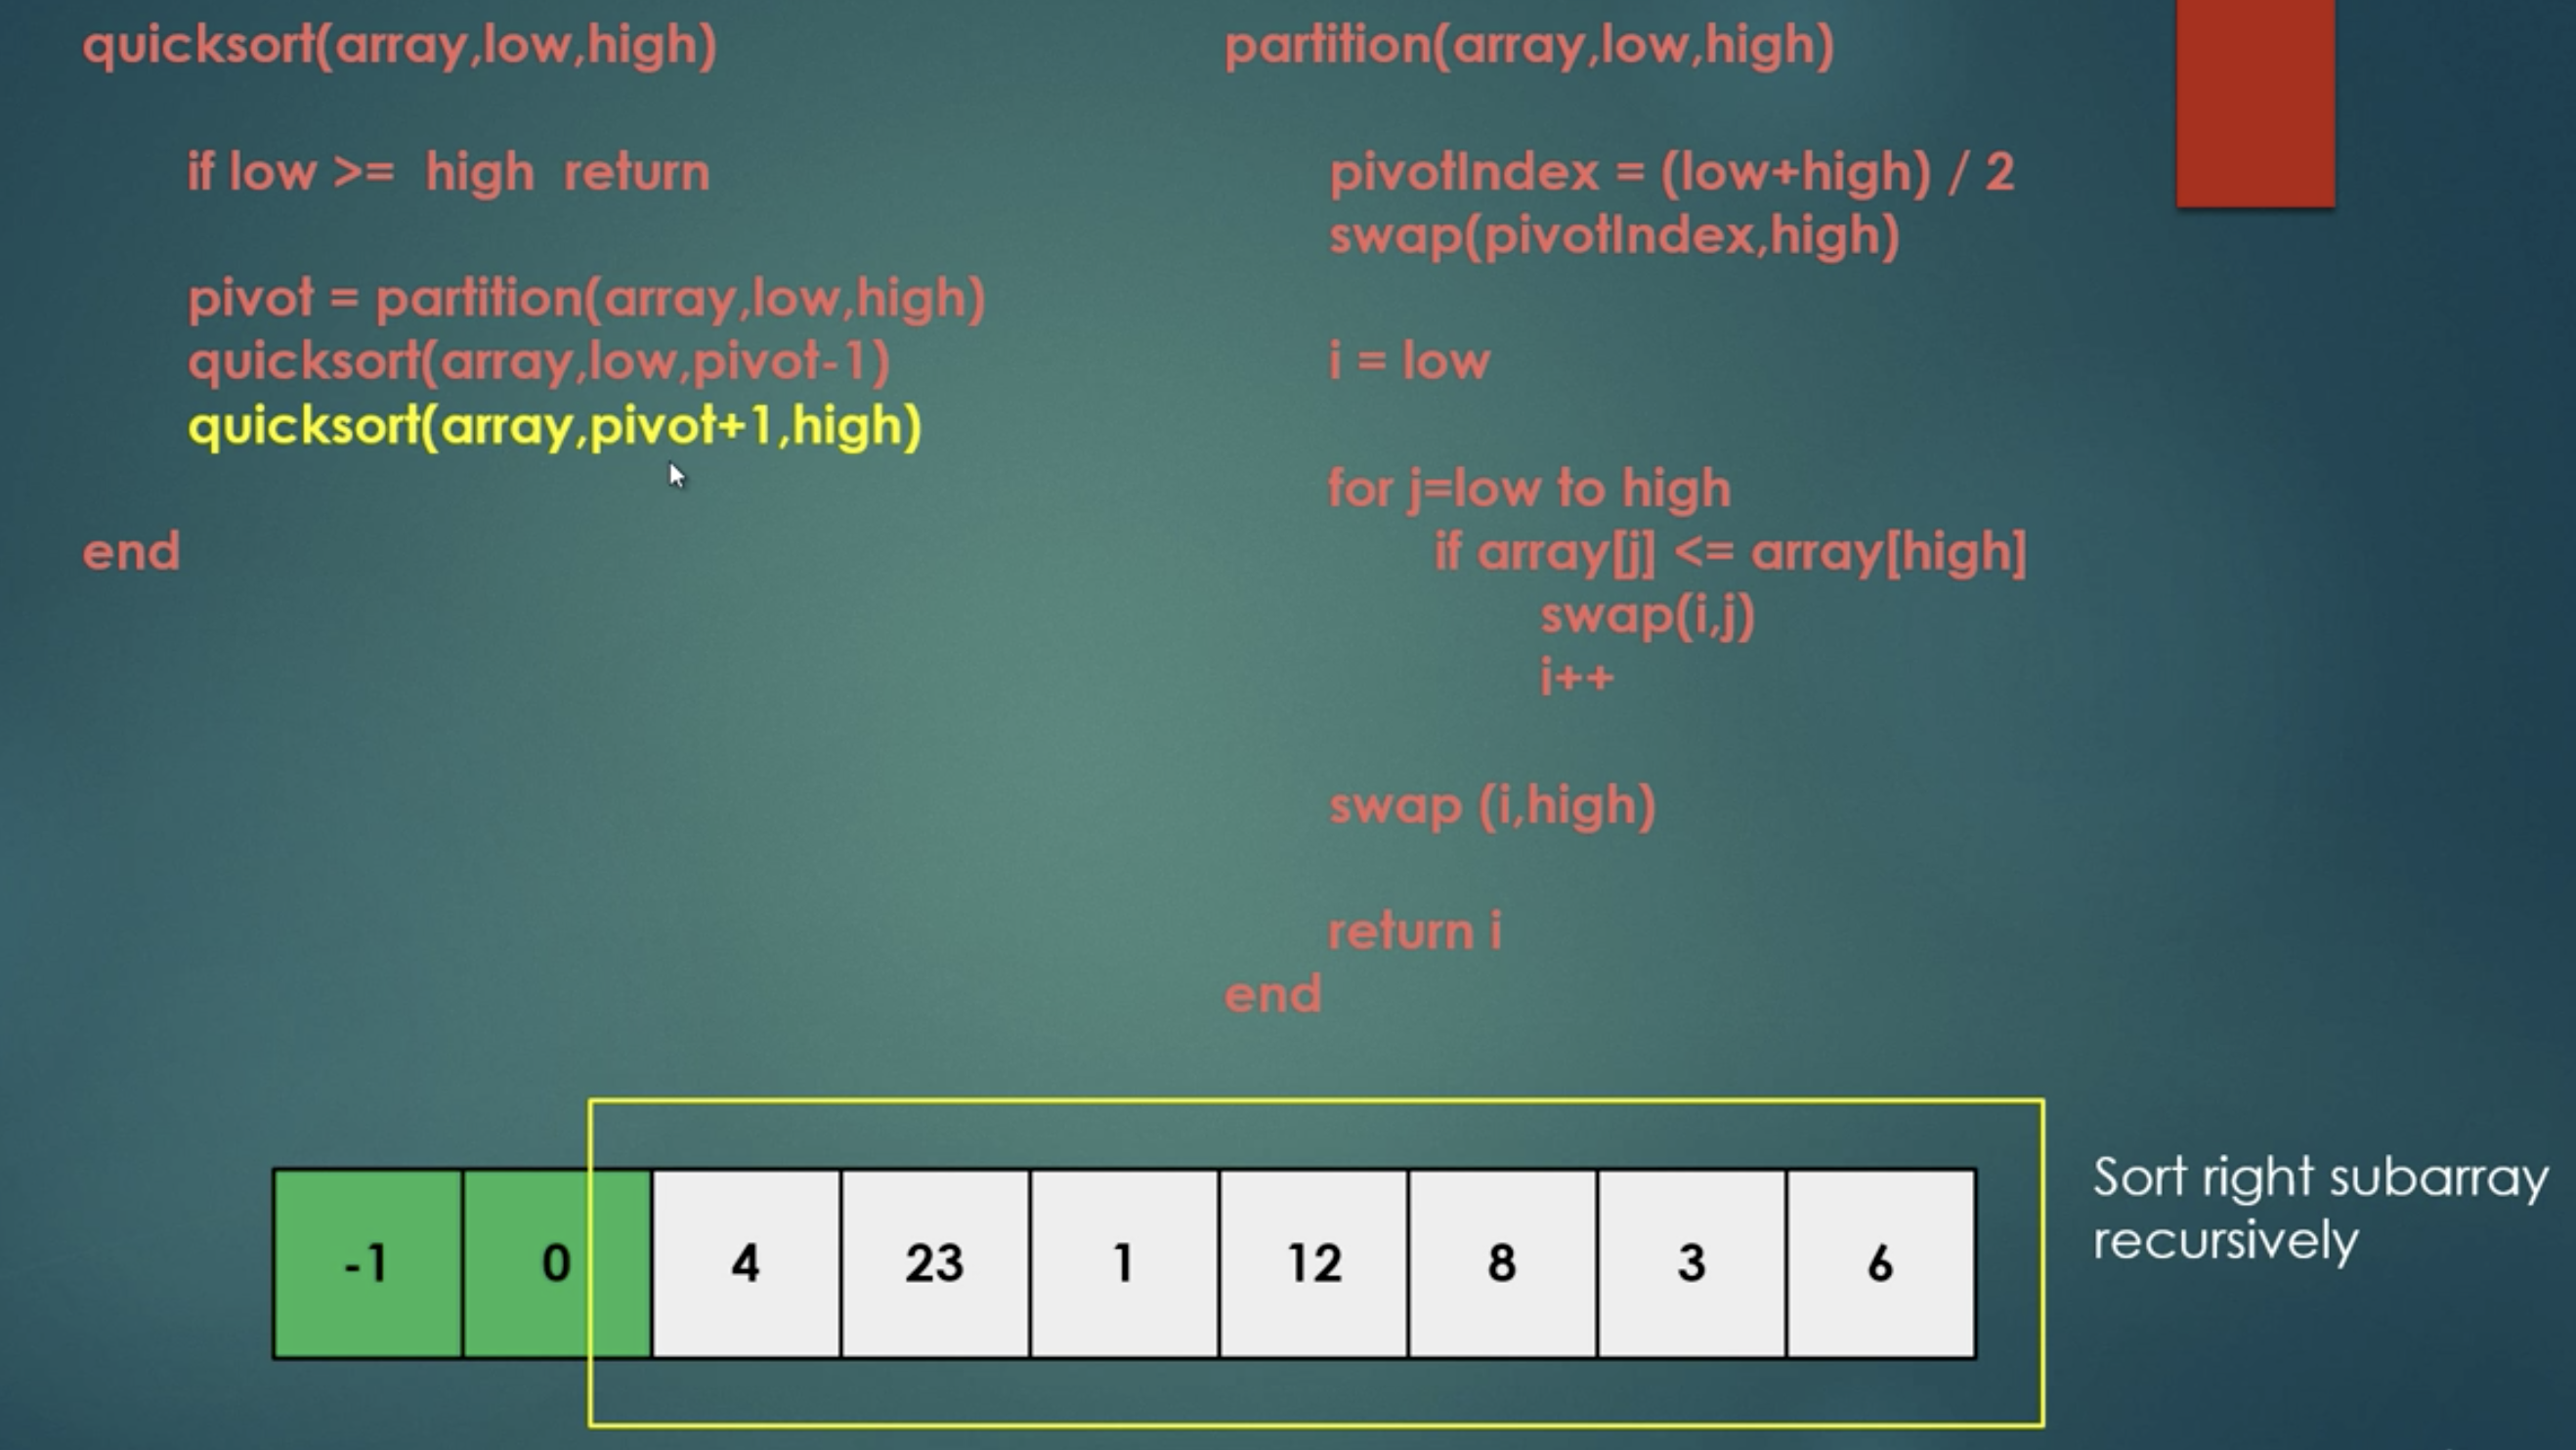 quicksort(array,low,high)
if low >= high return
pivot = partition(array,low,high)
quicksort(array,low,pivot-1)
quicksort(array,pivot+1,high)
end
partition(array,low,high)
pivotIndex = (low+high) / 2
swap(pivotIndex,high)
i = low
for j=low to high
if array[j] <= array[high]
swap(i,j)
i++
swap (i,high)
return i
end
-1 0 4 23 1 12 8 3 6
Sort right subarray
recursively